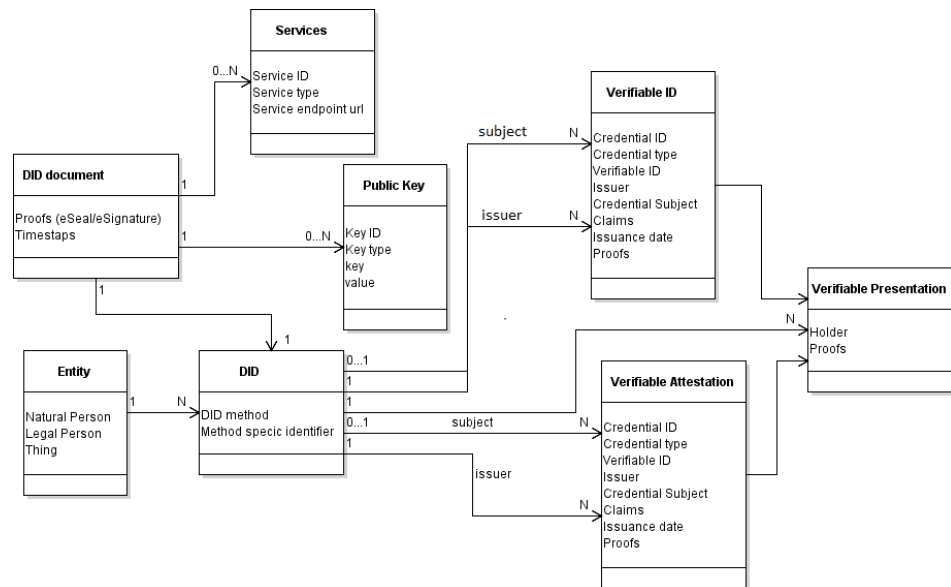 Services
Service ID
Service type
Service endpoint url
0...N
1
DID document
Proofs (eSeal/eSignature)
Timestaps
1
0...N
1
Public Key
Key ID
Key type
key
value
subject
N
issuer
N
Verifiable ID
Credential ID
Credential type
Verifiable ID
Issuer
Credential Subject
Claims
Issuance date
Proofs
Verifiable Presentation
Holder
Proofs
N
1
Entity
Natural Person
Legal Person
Thing
1
N
DID
DID method
Method specic identifier
0...1
1
1
0...1
subject
N
1
issuer
N
Verifiable Attestation
Credential ID
Credential type
Verifiable ID
Issuer
Credential Subject
Claims
Issuance date
Proofs